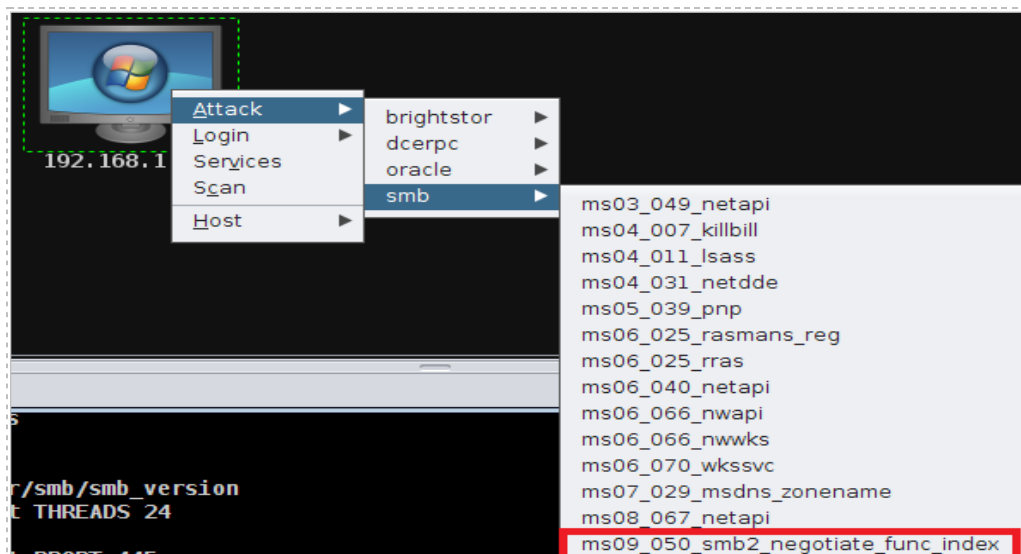 Attack
Login
Services
Scan
Host
192.168.1
brightstor
dcerpc
oracle
smb
ms03_049_netapi
ms04_007_killbill
ms04_011_lsass
ms04_031_netdde
ms05_039_pnp
ms06_025_rasmans_reg
ms06_025_rras
ms06_040_netapi
ms06_066_nwapi
ms06_066_nwwks
ms06_070_wkssvc
ms07_029_msdns_zonename
ms08_067_netapi
ms09_050_smb2_negotiate_func_index
s
r/smb/smb_version
t THREADS 24